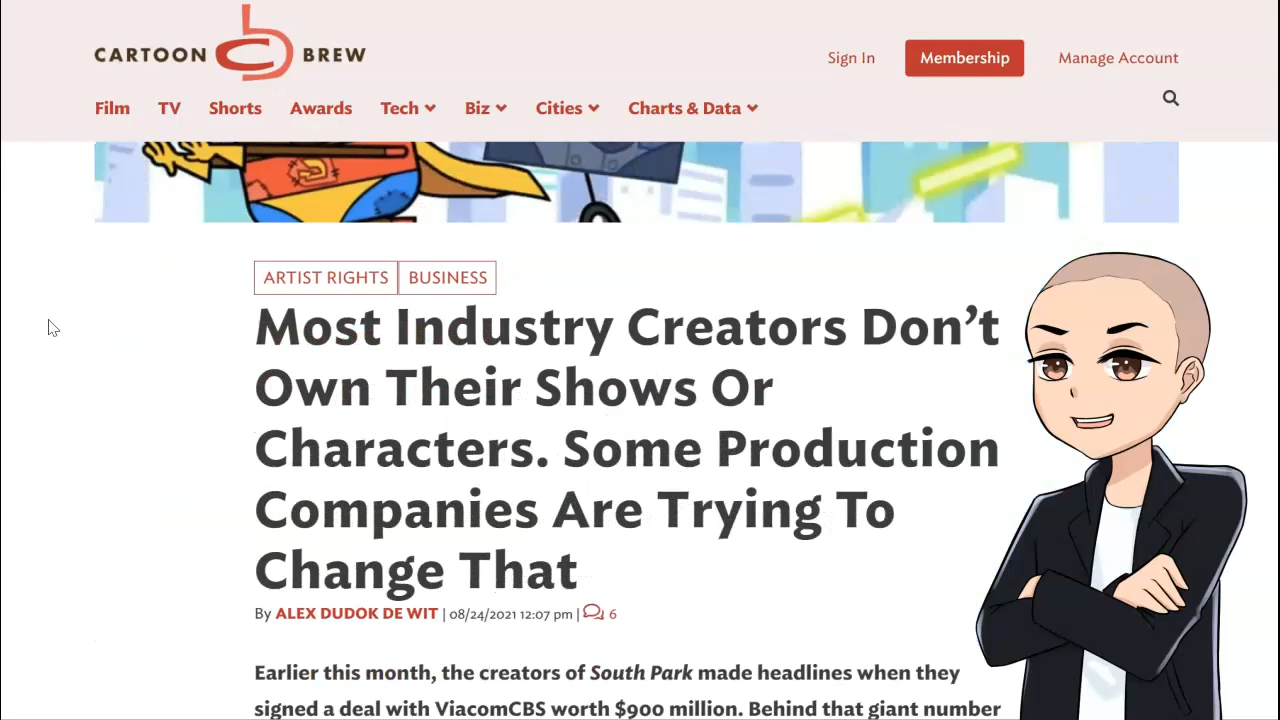 CARTOON BREW
Sign In
Membership
Manage Account
Film
TV
Shorts
Awards
Tech
Biz
Cities
Charts & Data
ARTIST RIGHTS
BUSINESS
Most Industry Creators Don’t
Own Their Shows Or
Characters. Some Production
Companies Are Trying To
Change That
By ALEX DUDOK DE WIT | 08/24/2021 12:07 pm | 6
Earlier this month, the creators of South Park made headlines when they
signed a deal with ViacomCBS worth $900 million. Behind that giant number